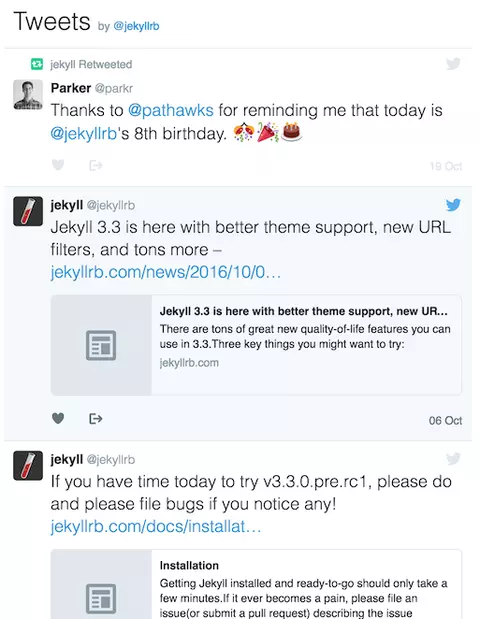 Tweets by @jekyllrb
jekyll Retweeted
Parker @parkr
Thanks to @pathawks for reminding me that today is
@jekyllrb's 8th birthday. 🎊🎉🎂
19 Oct
jekyll @jekyllrb
Jekyll 3.3 is here with better theme support, new URL
filters, and tons more –
jekyllrb.com/news/2016/10/0…
Jekyll 3.3 is here with better theme support, new UR...
There are tons of great new quality-of-life features you can
use in 3.3.Three key things you might want to try:
jekyllrb.com
06 Oct
jekyll @jekyllrb
If you have time today to try v3.3.0.pre.rc1, please do
and please file bugs if you notice any!
jekyllrb.com/docs/installat…
Installation
Getting Jekyll installed and ready-to-go should only take a
few minutes.If it ever becomes a pain, please file an
issue(or submit a pull request) describing the issue